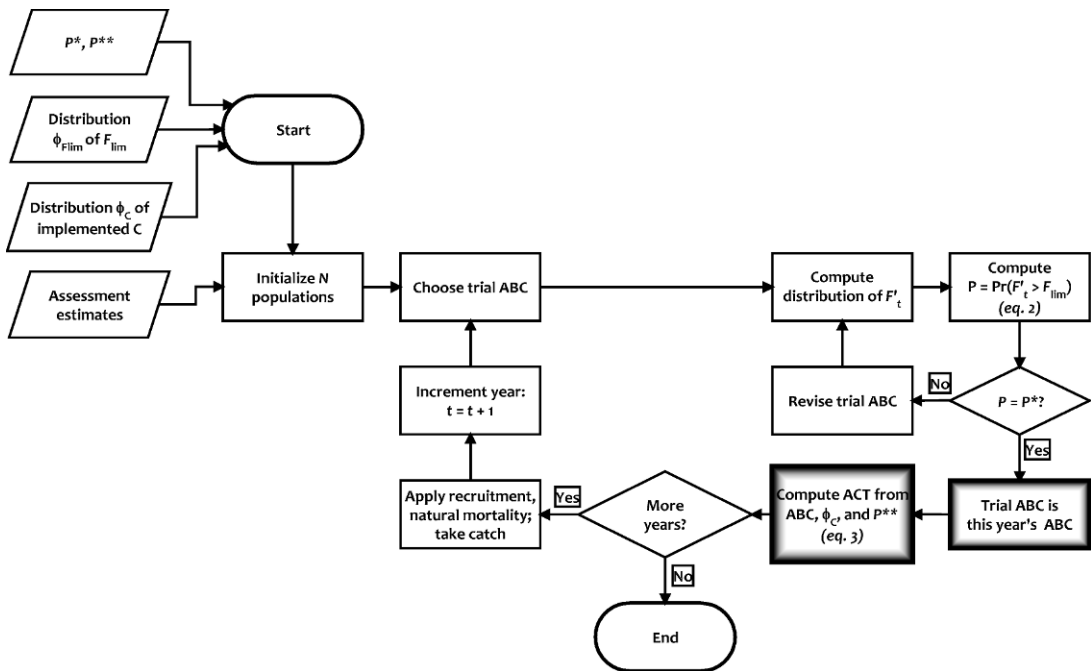 P*, P**
Distribution
ϕFlim of Flim
Distribution ϕC of
implemented C
Assessment
estimates
Start
Initialize N
populations
Choose trial ABC
Compute
distribution of F't
Compute
P = Pr(F't > Flim)
(eq. 2)
Increment year:
t = t + 1
Revise trial ABC
No
P = P*?
Yes
Apply recruitment,
natural mortality;
take catch
Yes
More
years?
Compute ACT from
ABC, ϕC, and P**
(eq. 3)
Trial ABC is
this year's ABC
No
End